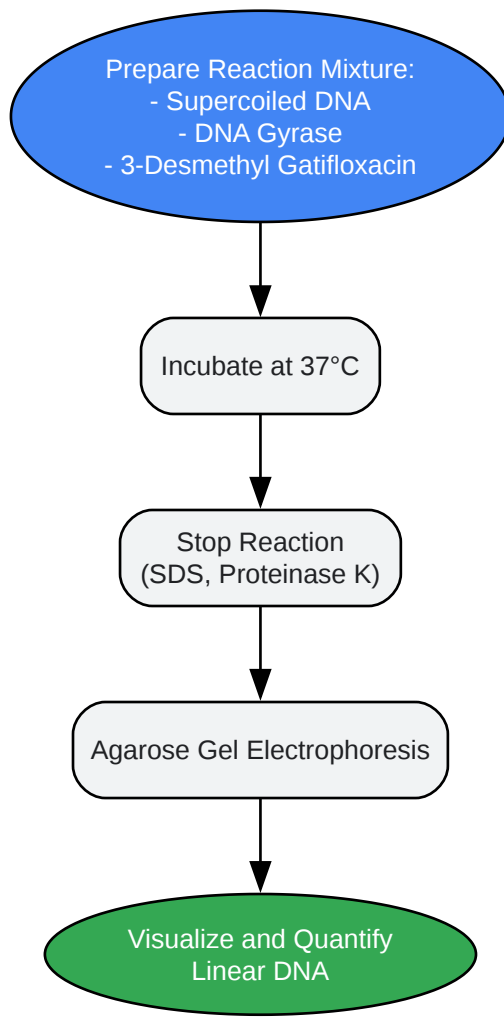 Prepare Reaction Mixture:
- Supercoiled DNA
- DNA Gyrase
- 3-Desmethyl Gatifloxacin
Incubate at 37°C
Stop Reaction
(SDS, Proteinase K)
Agarose Gel Electrophoresis
Visualize and Quantify
Linear DNA